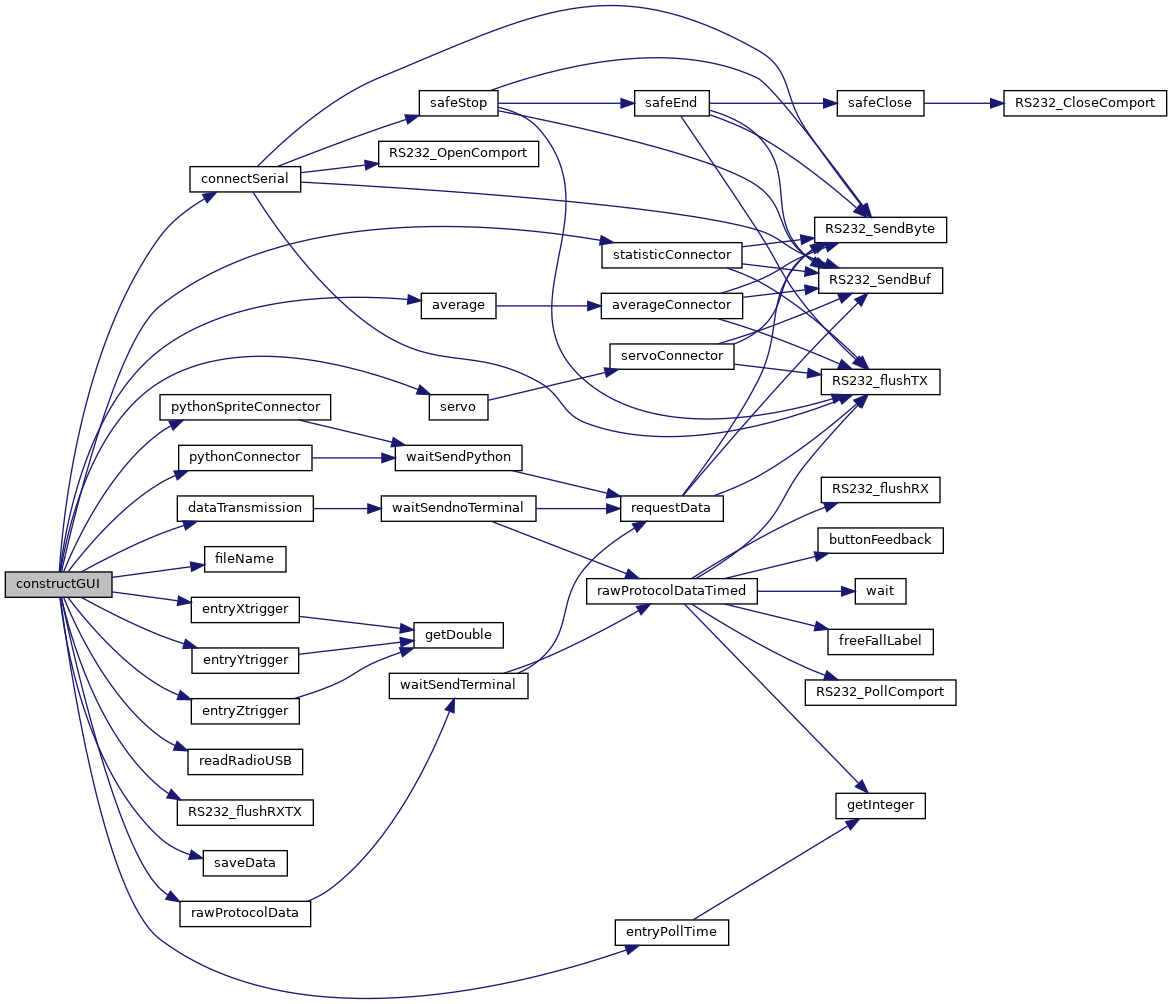 safeStop
safeEnd
safeClose
RS232_CloseComport
RS232_OpenComport
connectSerial
RS232_SendByte
statisticConnector
RS232_SendBuf
average
averageConnector
servoConnector
RS232_flushTX
pythonSpriteConnector
servo
pythonConnector
waitSendPython
RS232_flushRX
dataTransmission
waitSendnoTerminal
requestData
buttonFeedback
fileName
constructGUI
rawProtocolDataTimed
wait
entryXtrigger
getDouble
freeFallLabel
entryYtrigger
waitSendTerminal
RS232_PollComport
entryZtrigger
readRadioUSB
RS232_flushRXTX
getInteger
saveData
rawProtocolData
entryPollTime